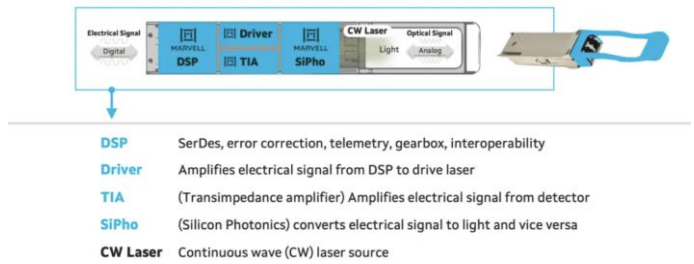 Electrical Signal
Digital
MARVELL
DSP
Driver
TIA
MARVELL
SiPho
CW Laser
Light
Optical Signal
Analog
DSP SerDes, error correction, telemetry, gearbox, interoperability
Driver Amplifies electrical signal from DSP to drive laser
TIA (Transimpedance amplifier) Amplifies electrical signal from detector
SiPho (Silicon Photonics) converts electrical signal to light and vice versa
CW Laser Continuous wave (CW) laser source